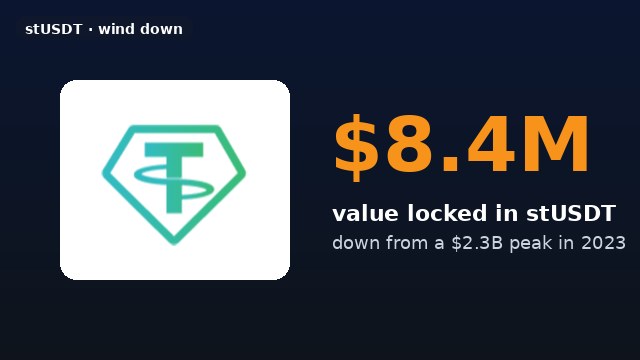 stUSDT · wind down
$8.4M
value locked in stUSDT
down from a $2.3B peak in 2023